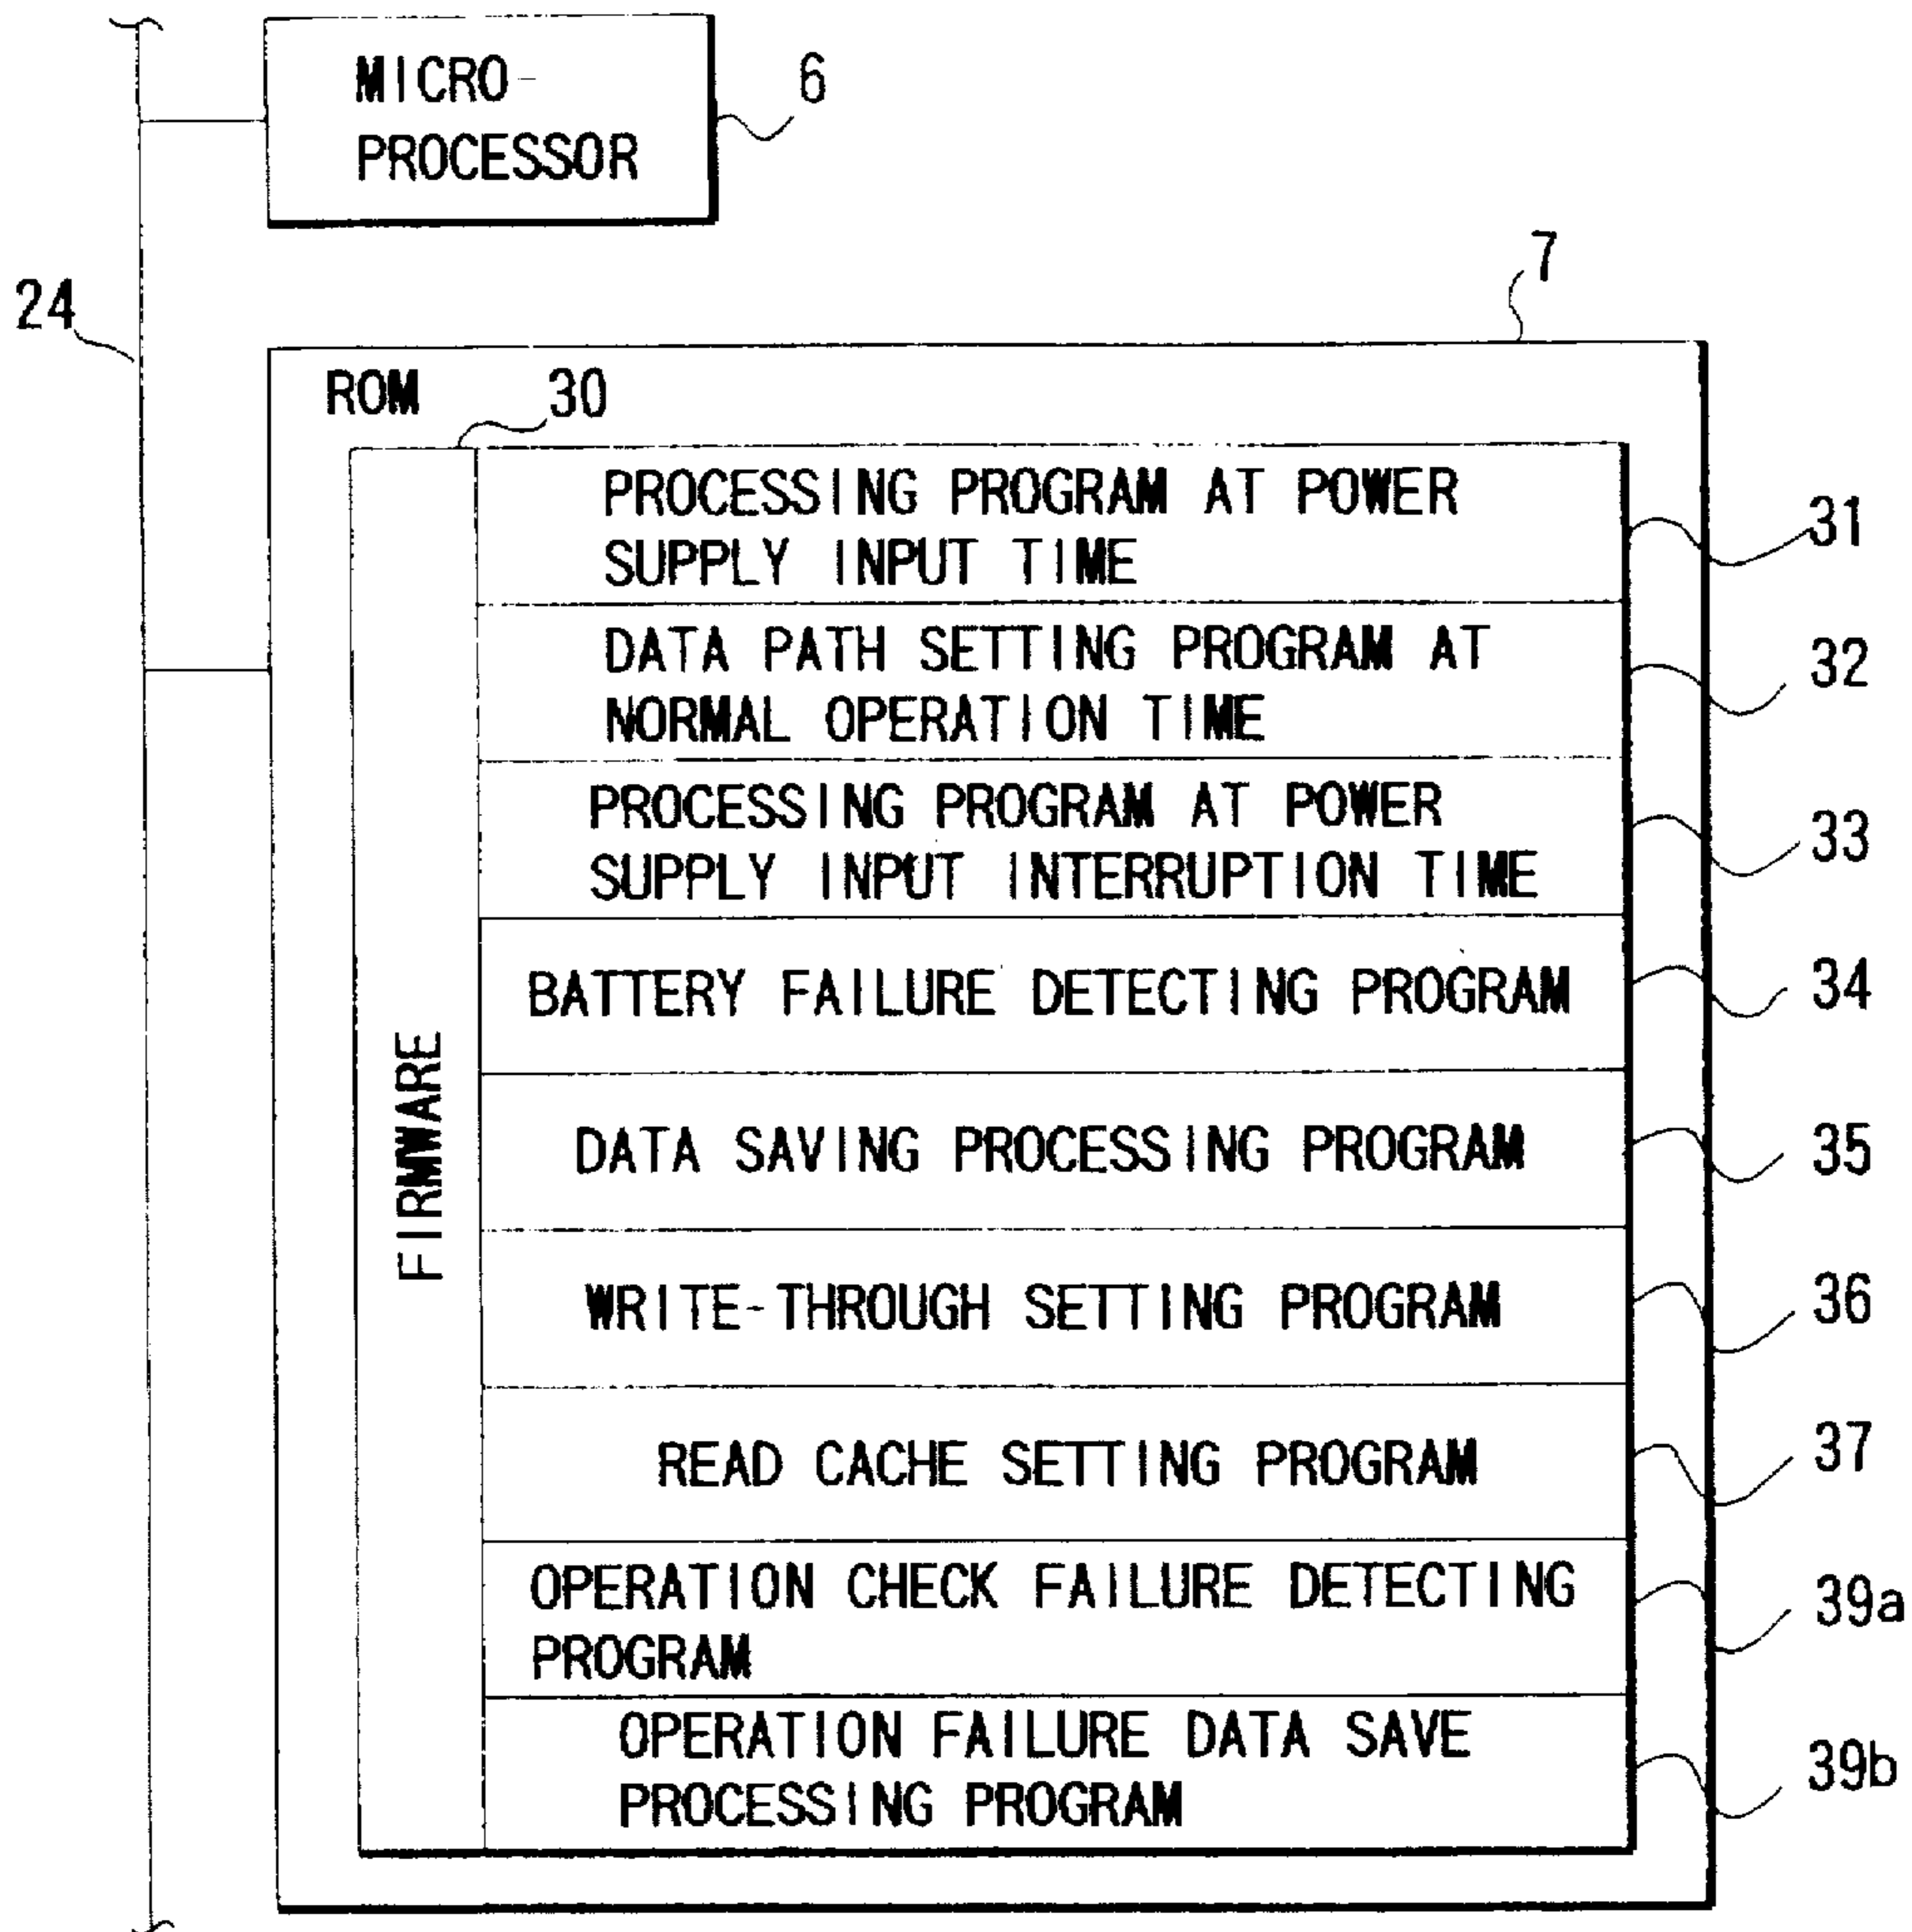 MICRO-
PROCESSOR
6
24
7
ROM
30
FIRMWARE
PROCESSING PROGRAM AT POWER
SUPPLY INPUT TIME
31
DATA PATH SETTING PROGRAM AT
NORMAL OPERATION TIME
32
PROCESSING PROGRAM AT POWER
SUPPLY INPUT INTERRUPTION TIME
33
BATTERY FAILURE DETECTING PROGRAM
34
DATA SAVING PROCESSING PROGRAM
35
WRITE-THROUGH SETTING PROGRAM
36
READ CACHE SETTING PROGRAM
37
OPERATION CHECK FAILURE DETECTING
PROGRAM
39a
OPERATION FAILURE DATA SAVE
PROCESSING PROGRAM
39b